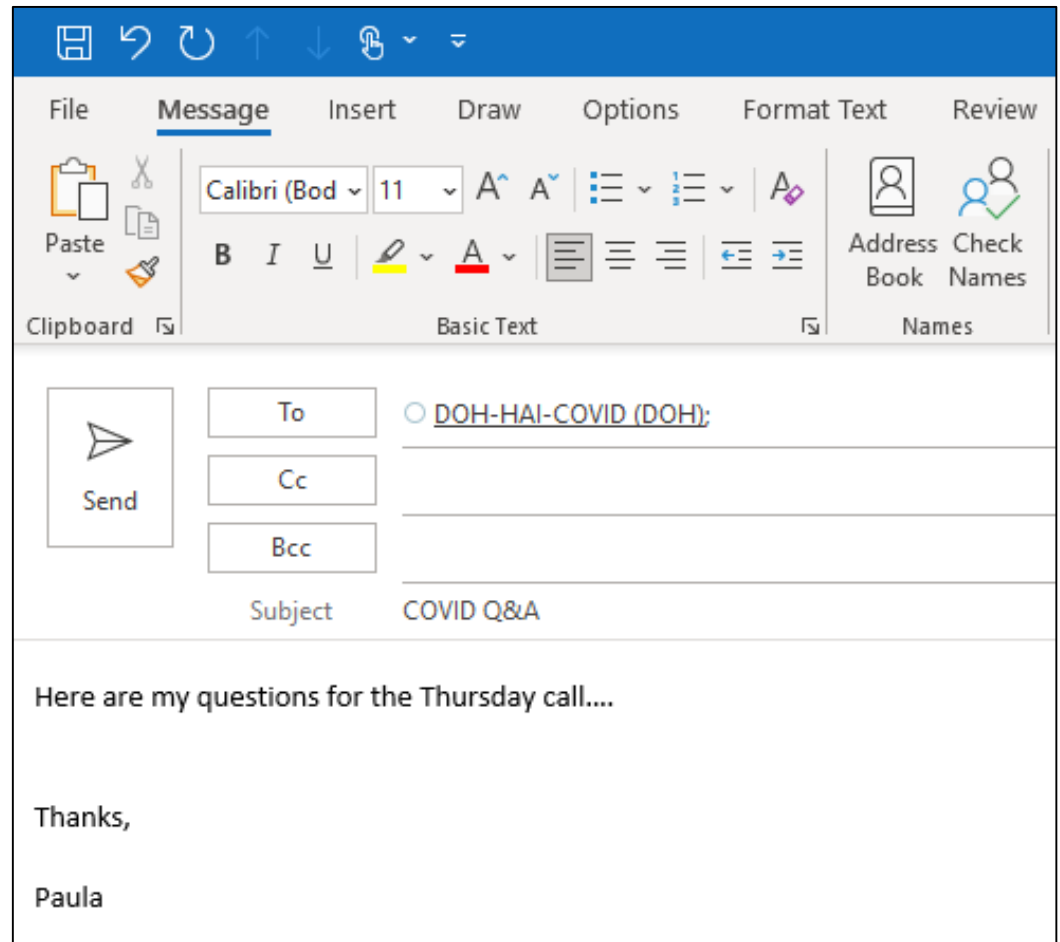 File Message Insert Draw Options Format Text Review
Calibri (Bod 11 A A A
Paste
B I U A
Address Check
Book Names
Clipboard Basic Text Names
To DOH-HAI-COVID (DOH);
Cc
Send
Bcc
Subject COVID Q&A
Here are my questions for the Thursday call....
Thanks,
Paula